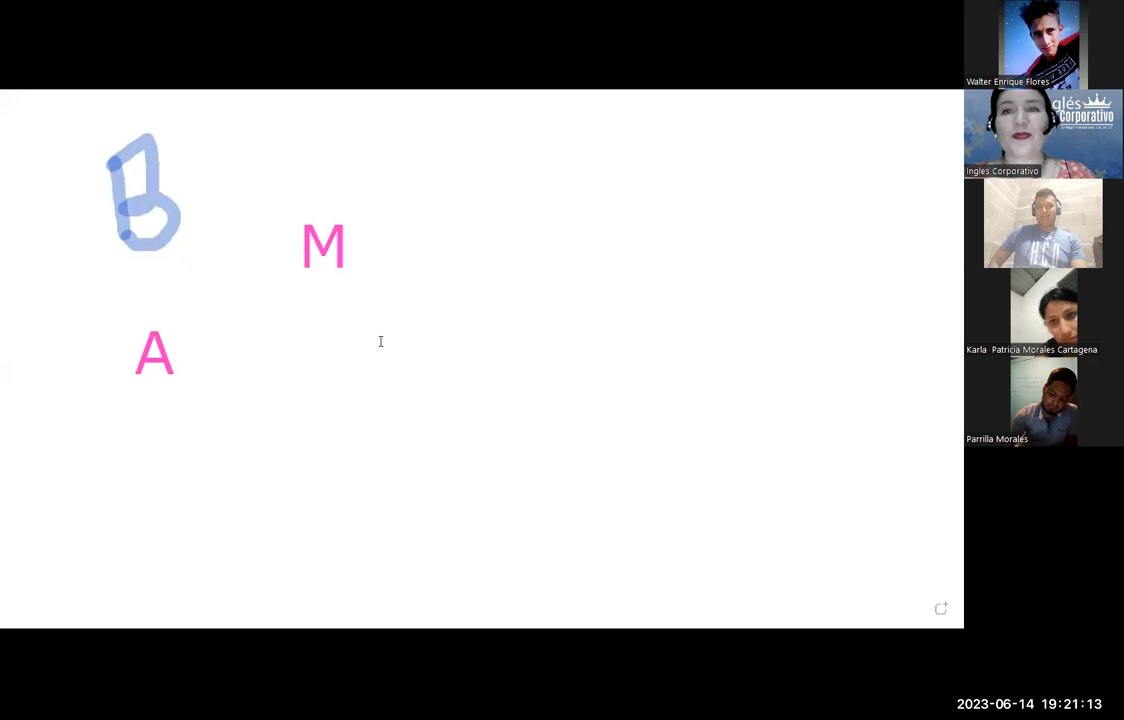 B
M
A
Walter Enrique Flores
glés
Corporativo
Ingles Corporativo
HCO
Karla Patricia Morales Cartagena
Parrilla Morales
2023-06-14 19:21:13